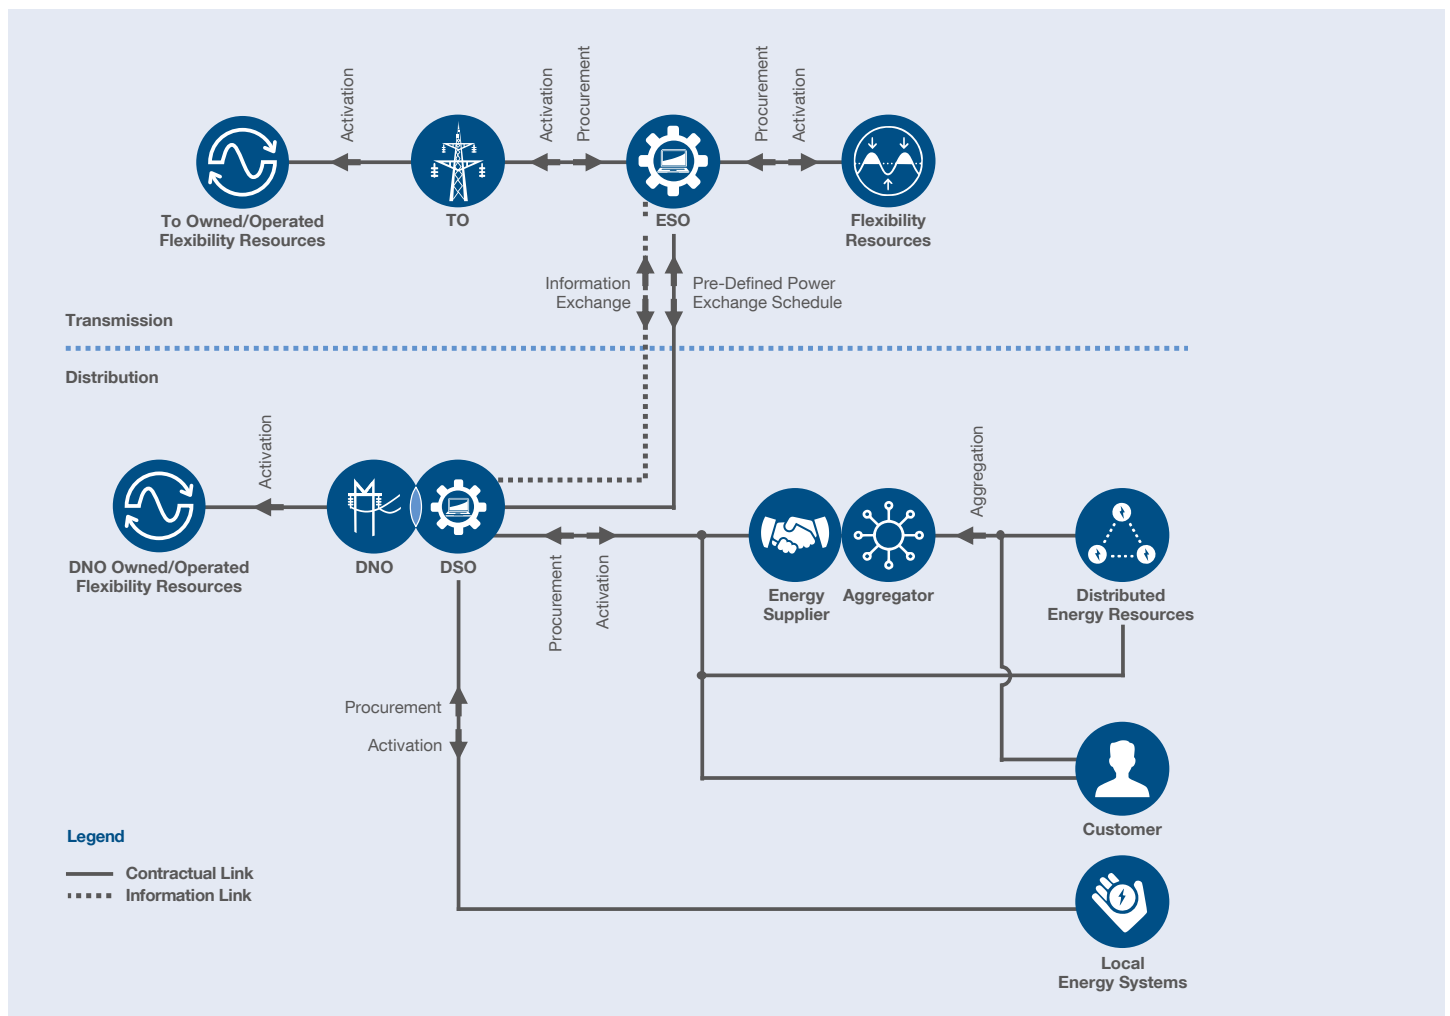 Activation
Activation
Procurement
Procurement
Activation
To Owned/Operated
Flexibility Resources
TO
ESO
Flexibility
Resources
Information
Exchange
Pre-Defined Power
Exchange Schedule
Transmission
Distribution
Activation
Aggregation
DNO Owned/Operated
Flexibility Resources
DNO
DSO
Procurement
Activation
Energy
Supplier
Aggregator
Distributed
Energy Resources
Procurement
Activation
Customer
Legend
Contractual Link
Information Link
Local
Energy Systems